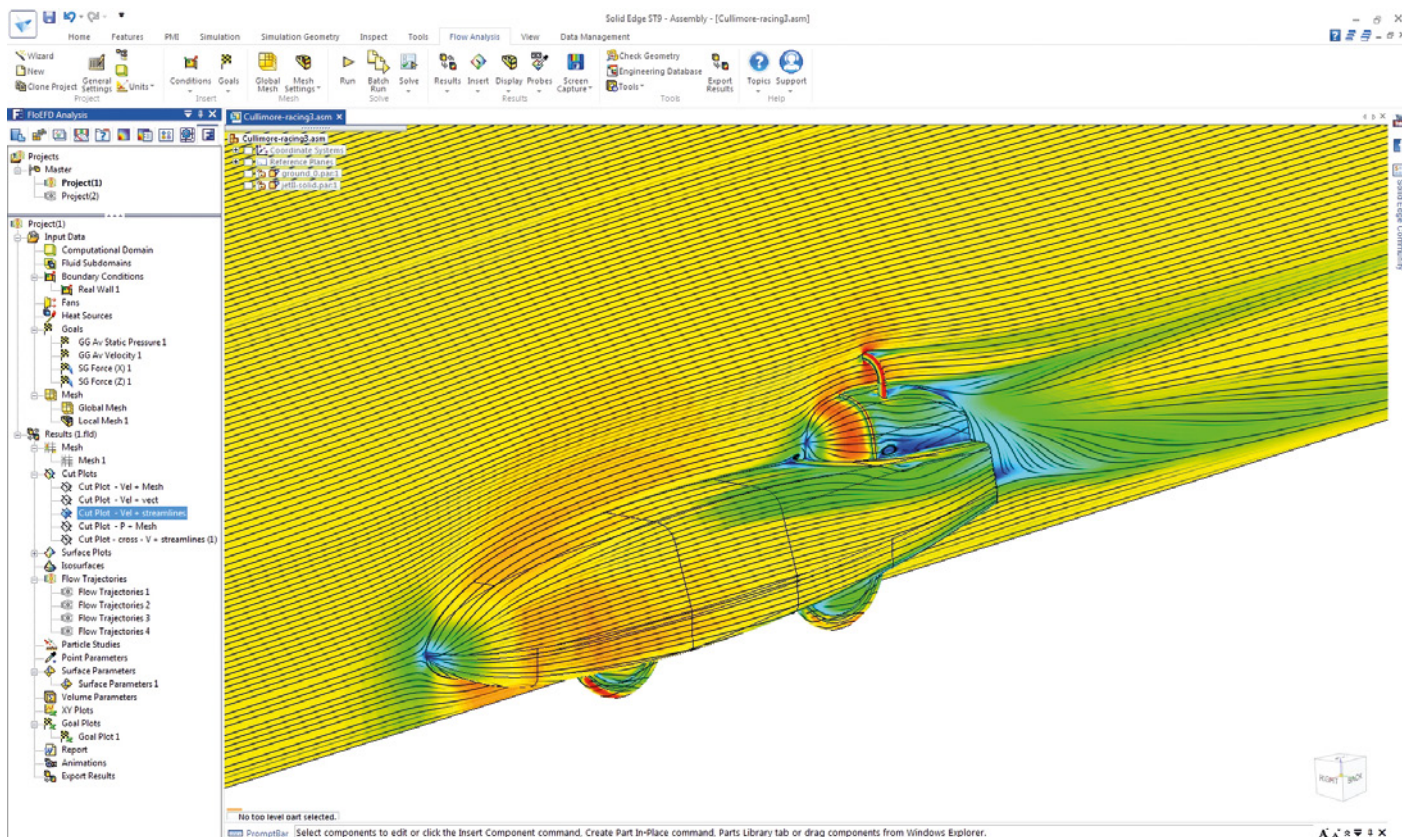 Solid Edge ST9 - Assembly - [Cullimore-racing3.asm]
Home Features PMI Simulation Simulation Geometry Inspect Tools Flow Analysis View Data Management
Wizard
New
Clone Project
General Settings
Units
Project
Conditions Goals
Insert
Global Mesh
Mesh Settings
Mesh
Run
Batch Run
Solve
Solve
Results Insert Display Probes Screen Capture
Results
Check Geometry
Engineering Database
Tools
Export Results
Tools
Topics Support
Help
FloEFD Analysis
Cullimore-racing3.asm
Cullimore-racing3.asm
Coordinate Systems
Reference Planes
ground_0.par:1
Projects
Master
Project(1)
Project(2)
Project(1)
Input Data
Computational Domain
Fluid Subdomains
Boundary Conditions
Real Wall 1
Fans
Heat Sources
Goals
GG Av Static Pressure 1
GG Av Velocity 1
SG Force (X) 1
SG Force (Z) 1
Mesh
Global Mesh
Local Mesh 1
Results (1.fld)
Mesh
Mesh 1
Cut Plots
Cut Plot - Vel + Mesh
Cut Plot - Vel + vect
Cut Plot - Vel + streamlines
Cut Plot - P + Mesh
Cut Plot - cross - V + streamlines (1)
Surface Plots
Isosurfaces
Flow Trajectories
Flow Trajectories 1
Flow Trajectories 2
Flow Trajectories 3
Flow Trajectories 4
Particle Studies
Point Parameters
Surface Parameters
Surface Parameters 1
Volume Parameters
XY Plots
Goal Plots
Goal Plot 1
Report
Animations
Export Results
Solid Edge Community
RIGHT BACK
No top level part selected.
PromptBar Select components to edit or click the Insert Component command, Create Part In-Place command, Parts Library tab or drag components from Windows Explorer.